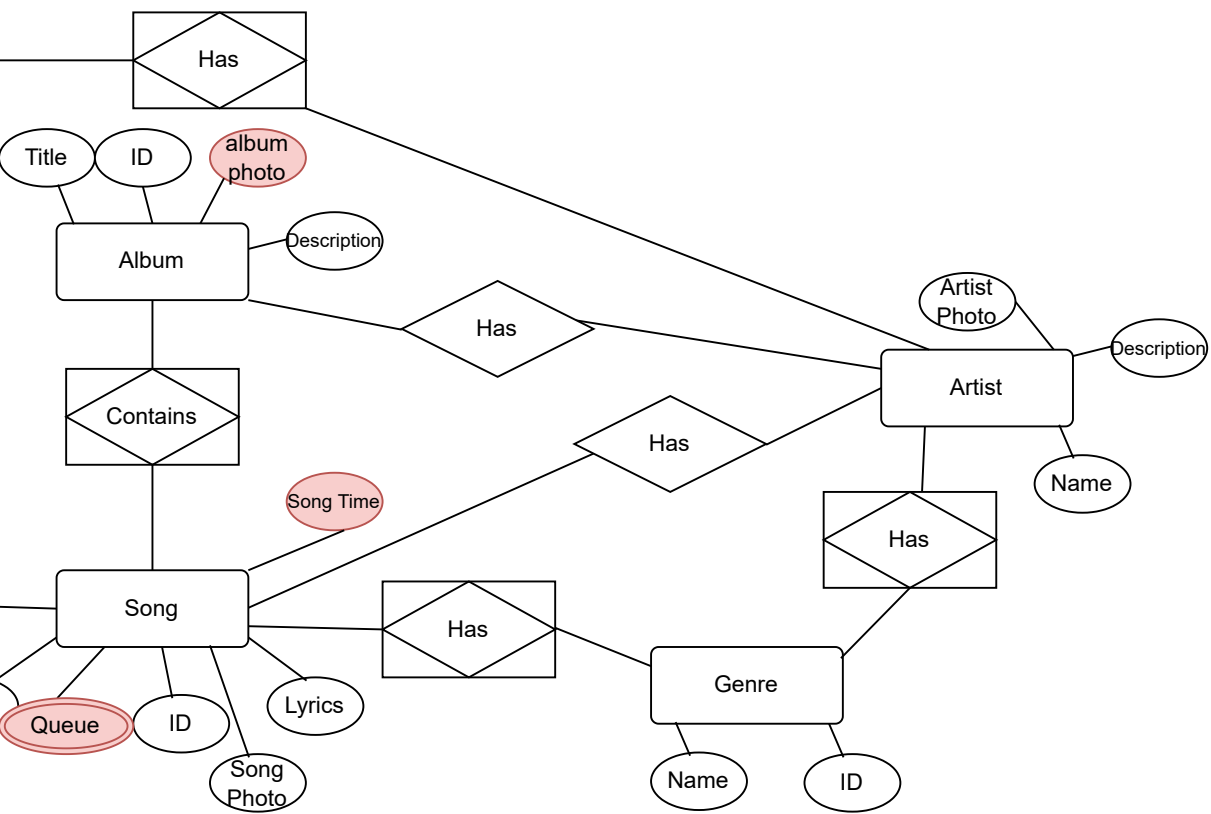 Has
Title
ID
album
photo
Description
Album
Has
Artist
Photo
Description
Artist
Contains
Has
Name
Song Time
Has
Song
Has
Genre
Queue
ID
Lyrics
Song
Photo
Name
ID